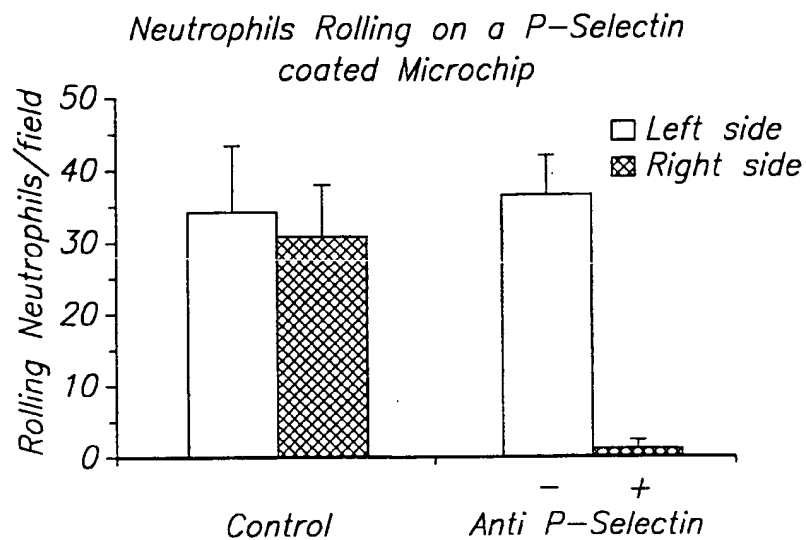 Neutrophils Rolling on a P-Selectin
coated Microchip
Rolling Neutrophils/field
50
40
30
20
10
0
Left side
Right side
- +
Control
Anti P-Selectin